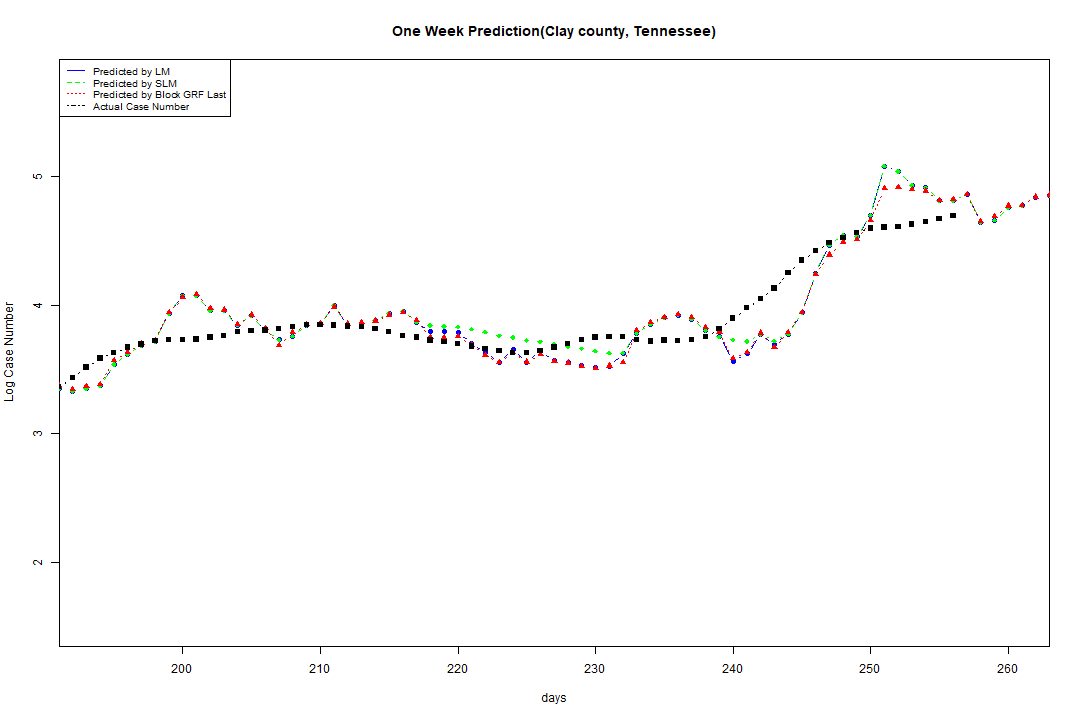 One Week Prediction(Clay county, Tennessee)
Predicted by LM
Predicted by SLM
Predicted by Block GRF Last
Actual Case Number
5
4
3
2
Log Case Number
200 210 220 230 240 250 260
days